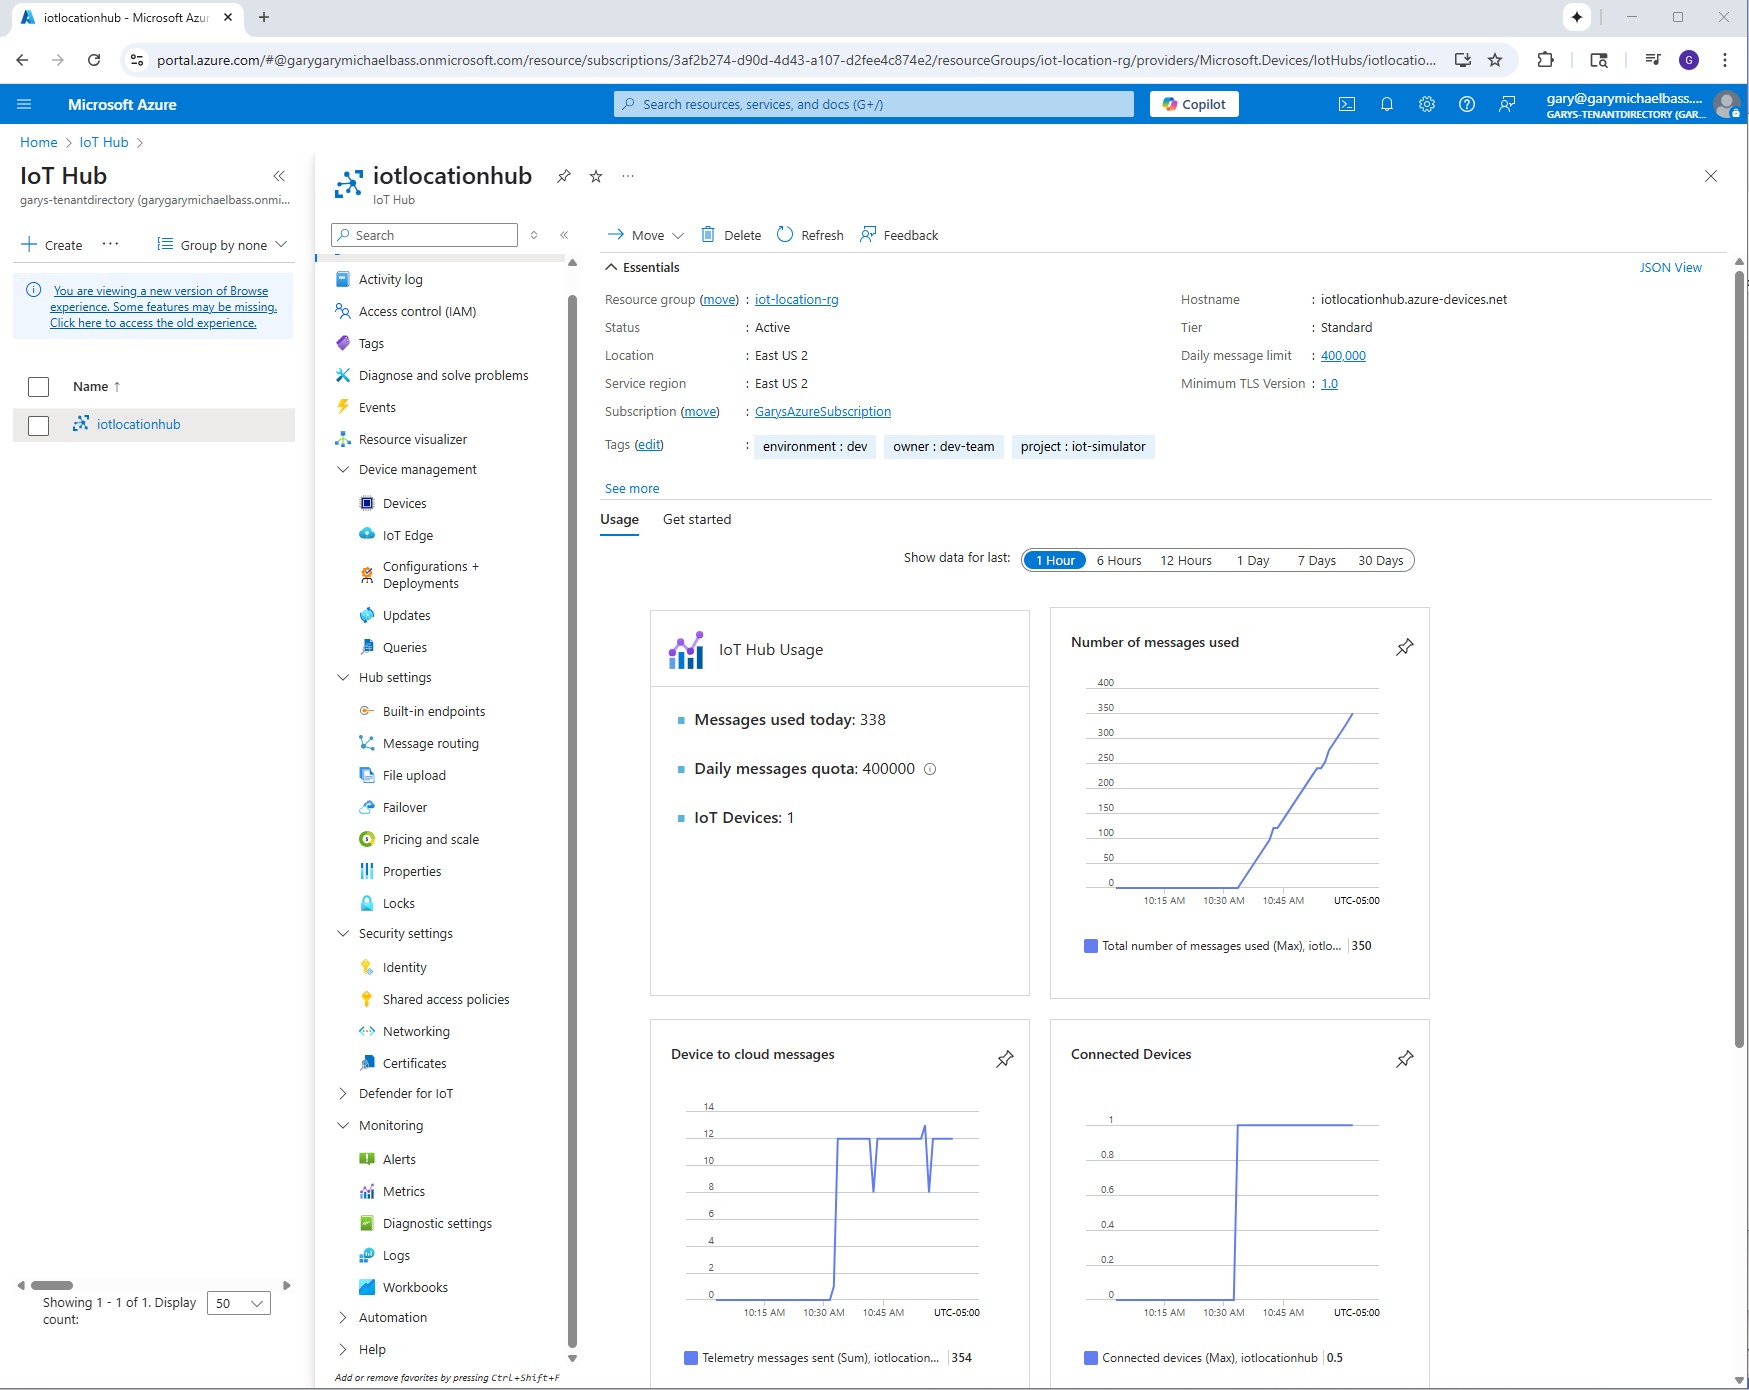 iotlocationhub - Microsoft Azur
portal.azure.com/#@garygarymichaelbass.onmicrosoft.com/resource/subscriptions/3af2b274-d90d-4d43-a107-d2fee4c874e2/resourceGroups/iot-location-rg/providers/Microsoft.Devices/IotHubs/iotlocatio...
G
Microsoft Azure
Search resources, services, and docs (G+/)
Copilot
gary@garymichaelbass....
GARYS-TENANTDIRECTORY (GAR...
Home > IoT Hub >
IoT Hub
garys-tenantdirectory (garygarymichaelbass.onmi...
Create ... Group by none
You are viewing a new version of Browse
experience. Some features may be missing.
Click here to access the old experience.
Name ↑
iotlocationhub
Showing 1 - 1 of 1. Display
count:
50
iotlocationhub
IoT Hub
Search
Activity log
Access control (IAM)
Tags
Diagnose and solve problems
Events
Resource visualizer
Device management
Devices
IoT Edge
Configurations +
Deployments
Updates
Queries
Hub settings
Built-in endpoints
Message routing
File upload
Failover
Pricing and scale
Properties
Locks
Security settings
Identity
Shared access policies
Networking
Certificates
Defender for IoT
Monitoring
Alerts
Metrics
Diagnostic settings
Logs
Workbooks
Automation
Help
Add or remove favorites by pressing Ctrl+Shift+F
Move Delete Refresh Feedback
Essentials
JSON View
Resource group (move) : iot-location-rg
Status : Active
Location : East US 2
Service region : East US 2
Subscription (move) : GarysAzureSubscription
Hostname : iotlocationhub.azure-devices.net
Tier : Standard
Daily message limit : 400,000
Minimum TLS Version : 1.0
Tags (edit) : environment : dev owner : dev-team project : iot-simulator
See more
Usage Get started
Show data for last: 1 Hour 6 Hours 12 Hours 1 Day 7 Days 30 Days
IoT Hub Usage
Messages used today: 338
Daily messages quota: 400000
IoT Devices: 1
Number of messages used
400
350
300
250
200
150
100
50
0
10:15 AM 10:30 AM 10:45 AM UTC-05:00
Total number of messages used (Max), iotlo... 350
Device to cloud messages
14
12
10
8
6
4
2
0
10:15 AM 10:30 AM 10:45 AM UTC-05:00
Telemetry messages sent (Sum), iotlocation... 354
Connected Devices
1
0.8
0.6
0.4
0.2
0
10:15 AM 10:30 AM 10:45 AM UTC-05:00
Connected devices (Max), iotlocationhub 0.5